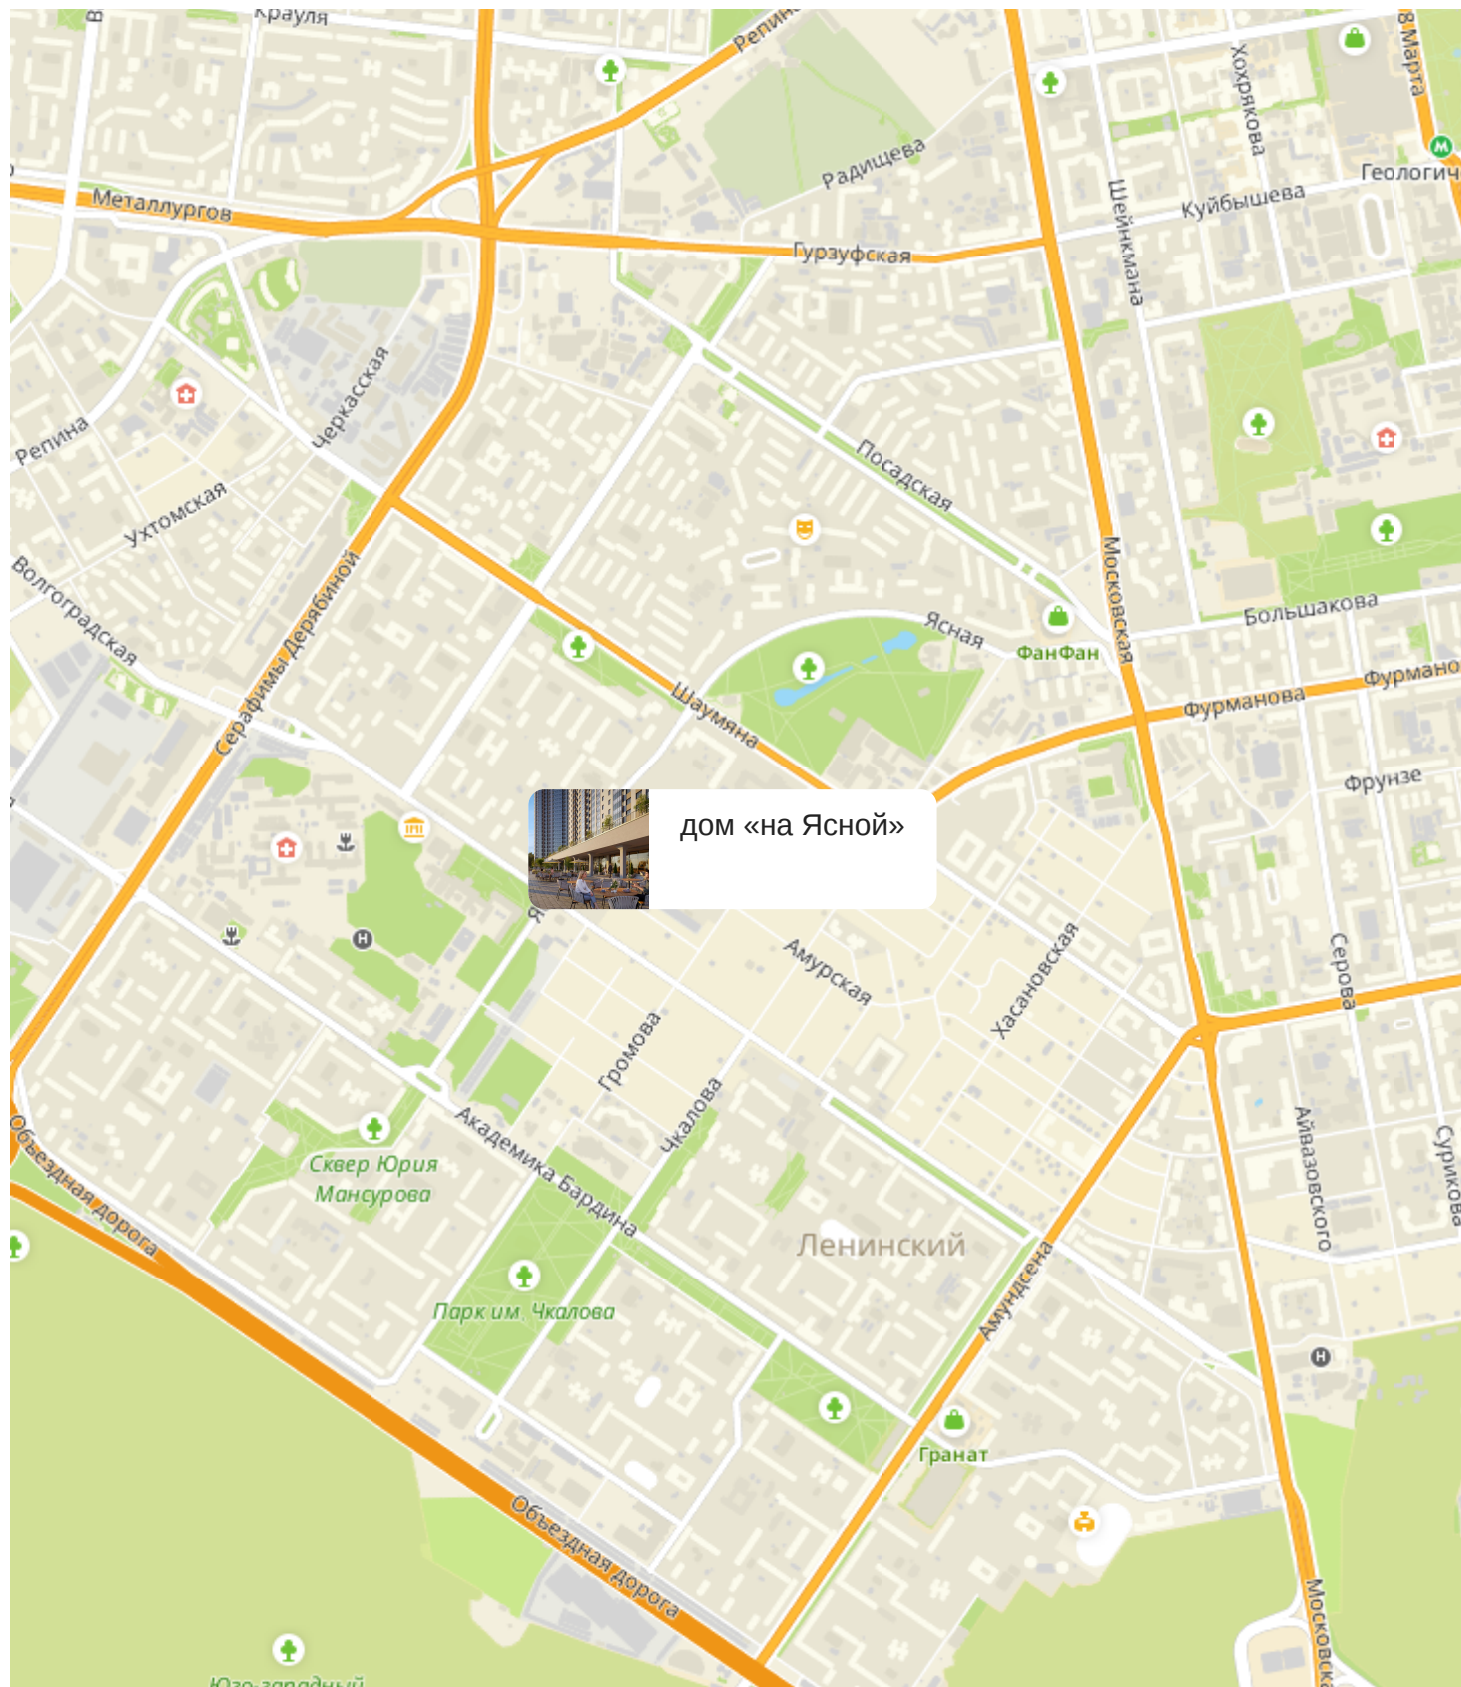 Крауля
Репина
8 Марта
Хохрякова
Радищева
Геологич
Металлургов
Шейнкмана
Куйбышева
Гурзуфская
Черкасская
Репина
Посадская
Ухтомская
Волгоградская
Серафимы Дерябиной
Московская
Ясная
Большакова
ФанФан
Фурманова
Фурмано
Шаумяна
Фрунзе
дом «на Ясной»
Я
Амурская
Хасановская
Серова
Громова
Чкалова
Академика Бардина
Айвазовского
Сурикова
Объездная дорога
Сквер Юрия
Мансурова
Ленинский
Амундсена
Парк им. Чкалова
Гранат
Объездная дорога
Московска
Юго-западный